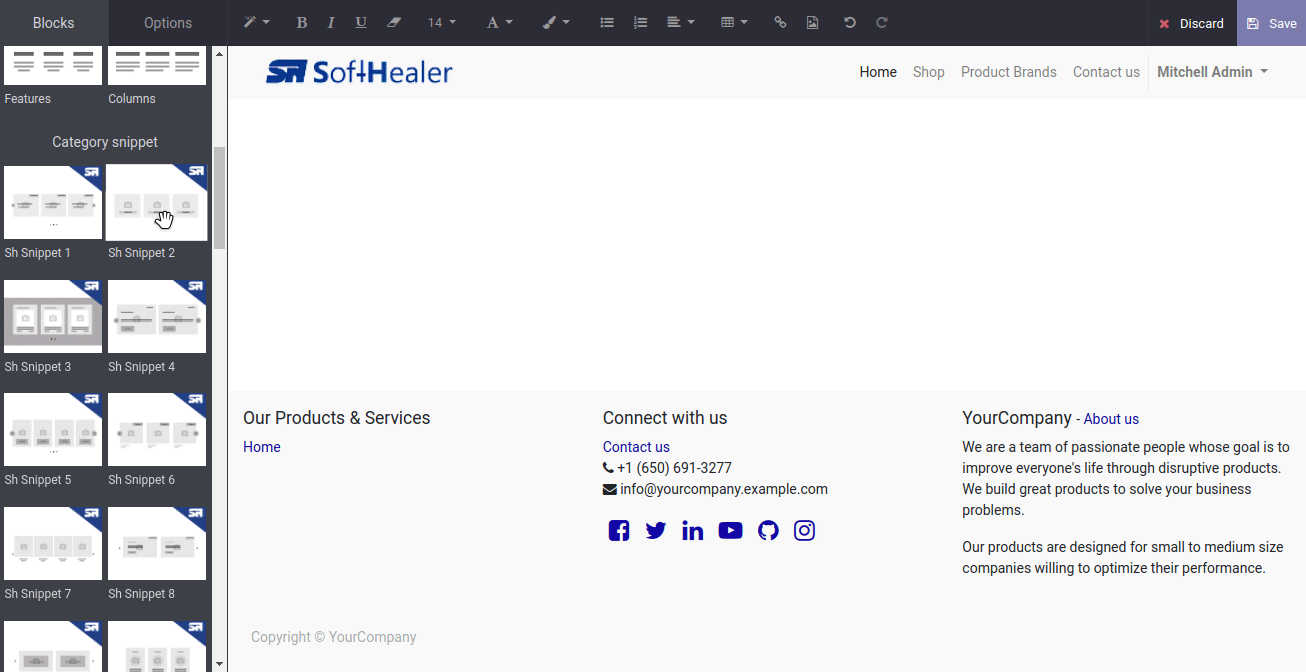 Blocks
Options
14
Discard
Save
Features
Columns
Category snippet
Sh Snippet 1
Sh Snippet 2
Sh Snippet 3
Sh Snippet 4
Sh Snippet 5
Sh Snippet 6
Sh Snippet 7
Sh Snippet 8
SoftHealer
Home
Shop
Product Brands
Contact us
Mitchell Admin
Our Products & Services
Home
Connect with us
Contact us
+1 (650) 691-3277
info@yourcompany.example.com
YourCompany - About us
We are a team of passionate people whose goal is to
improve everyone's life through disruptive products.
We build great products to solve your business
problems.
Our products are designed for small to medium size
companies willing to optimize their performance.
Copyright © YourCompany